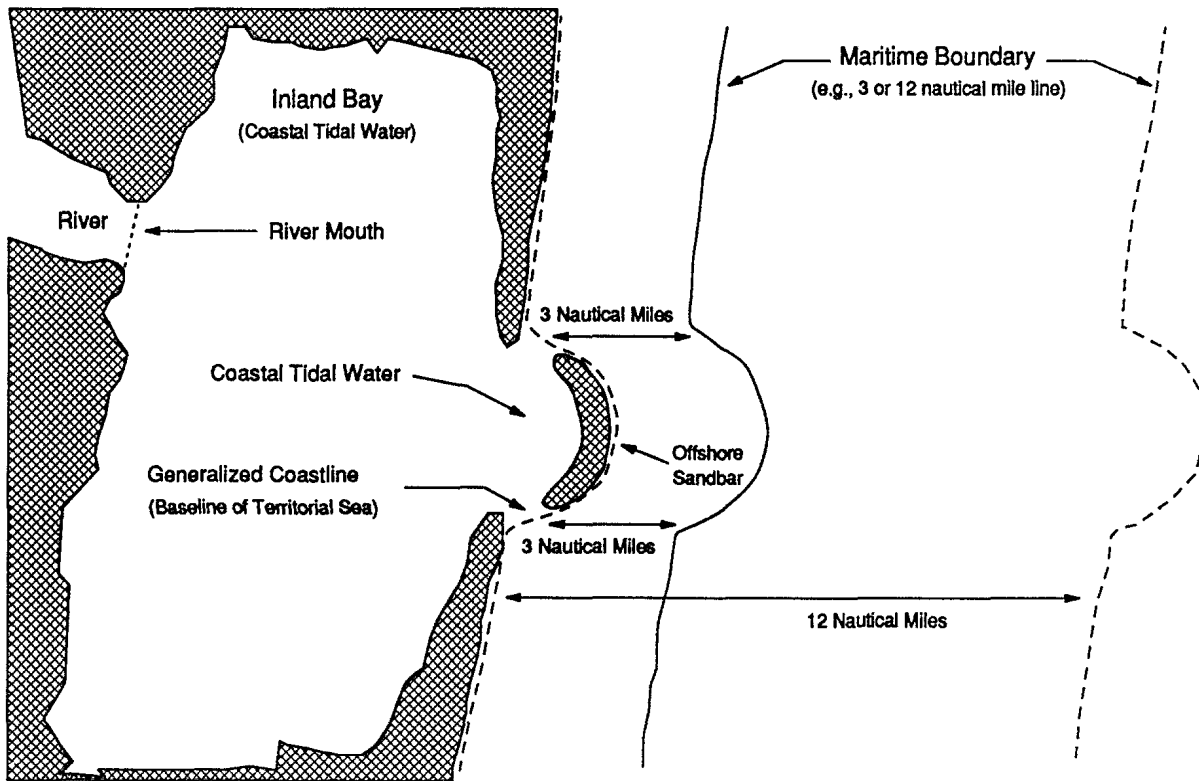 Maritime Boundary
(e.g., 3 or 12 nautical mile line)
Inland Bay
(Coastal Tidal Water)
River
River Mouth
3 Nautical Miles
Coastal Tidal Water
Offshore
Sandbar
Generalized Coastline
(Baseline of Territorial Sea)
3 Nautical Miles
12 Nautical Miles